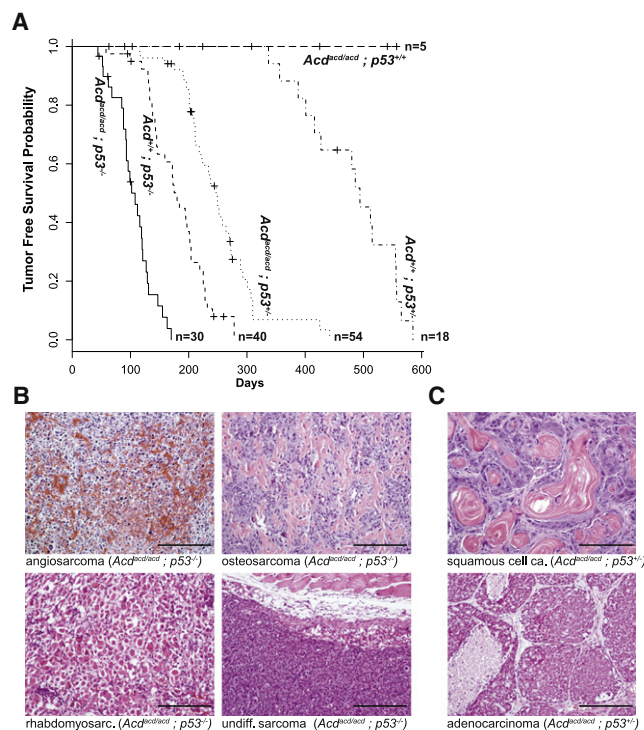 A
Tumor Free Survival Probability
1.0
0.8
0.6
0.4
0.2
0.0
n=5
Acd^acd/acd ; p53^+/+
Acd^acd/acd ; p53^-/-
Acd^+/+ ; p53^-/-
Acd^acd/acd ; p53^+/-
Acd^+/+ ; p53^+/-
n=30
n=40
n=54
n=18
0 100 200 300 400 500 600
Days
B
C
angiosarcoma (Acd^acd/acd ; p53^-/-)
osteosarcoma (Acd^acd/acd ; p53^-/-)
squamous cell ca. (Acd^acd/acd ; p53^+/-)
rhabdomyosarc. (Acd^acd/acd ; p53^-/-)
undiff. sarcoma (Acd^acd/acd ; p53^-/-)
adenocarcinoma (Acd^acd/acd ; p53^+/-)